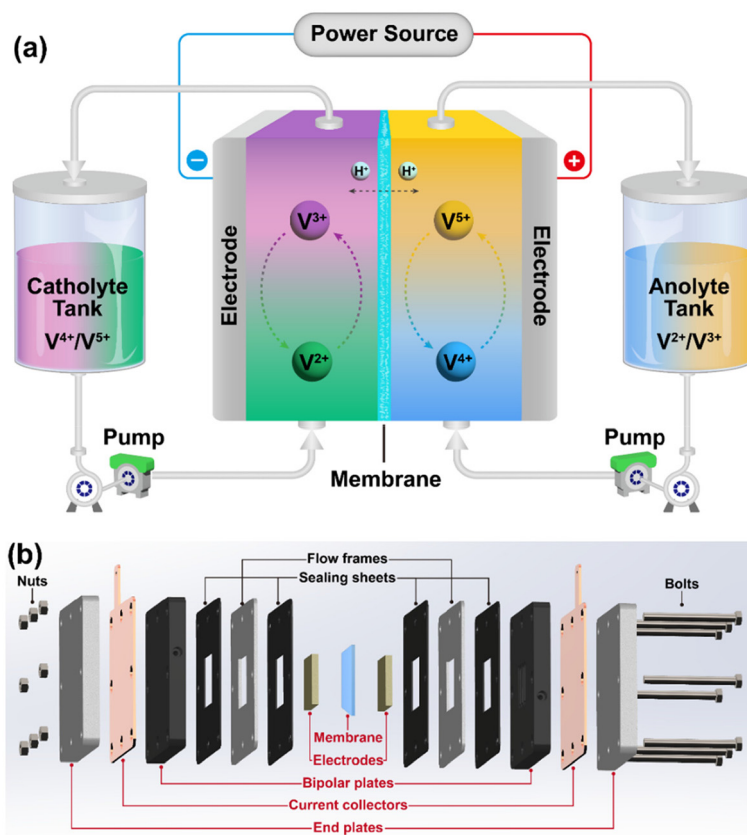 Power Source
(a)
−
+
H⁺
H⁺
V³⁺
V⁵⁺
Electrode
Electrode
Catholyte
Tank
V⁴⁺/V⁵⁺
Anolyte
Tank
V²⁺/V³⁺
V²⁺
V⁴⁺
Pump
Pump
Membrane
(b)
Flow frames
Sealing sheets
Nuts
Bolts
Membrane
Electrodes
Bipolar plates
Current collectors
End plates